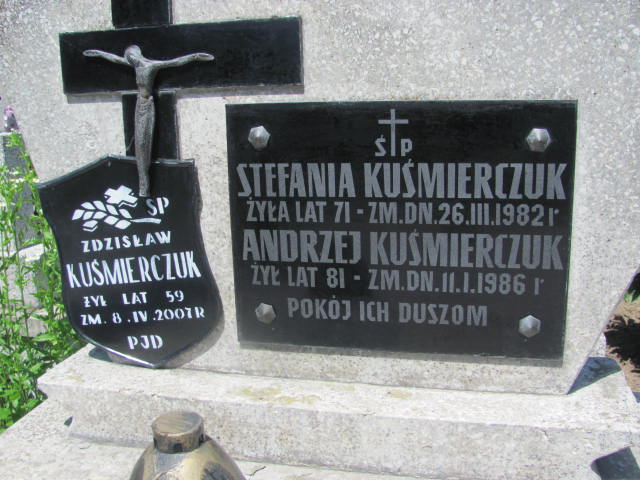 ŚP
ZDZISŁAW
KUŚMIERCZUK
ŻYŁ LAT 59
ZM. 8. IV. 2007R
PJD
Ś P
STEFANIA KUŚMIERCZUK
ŻYŁA LAT 71 - ZM. DN. 26.III.1982 r
ANDRZEJ KUŚMIERCZUK
ŻYŁ LAT 81 - ZM. DN. 11.I.1986 r
POKÓJ ICH DUSZOM